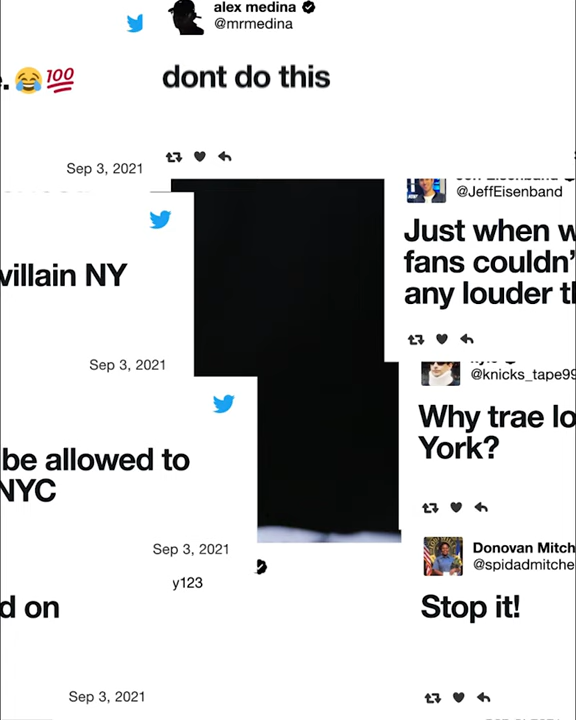 alex medina
@mrmedina
. 😂💯
dont do this
Sep 3, 2021
@JeffEisenband
Just when w
fans couldn'
any louder t
villain NY
Sep 3, 2021
@knicks_tape99
Why trae lo
York?
be allowed to
NYC
Sep 3, 2021
y123
Donovan Mitch
@spidadmitche
d on
Stop it!
Sep 3, 2021